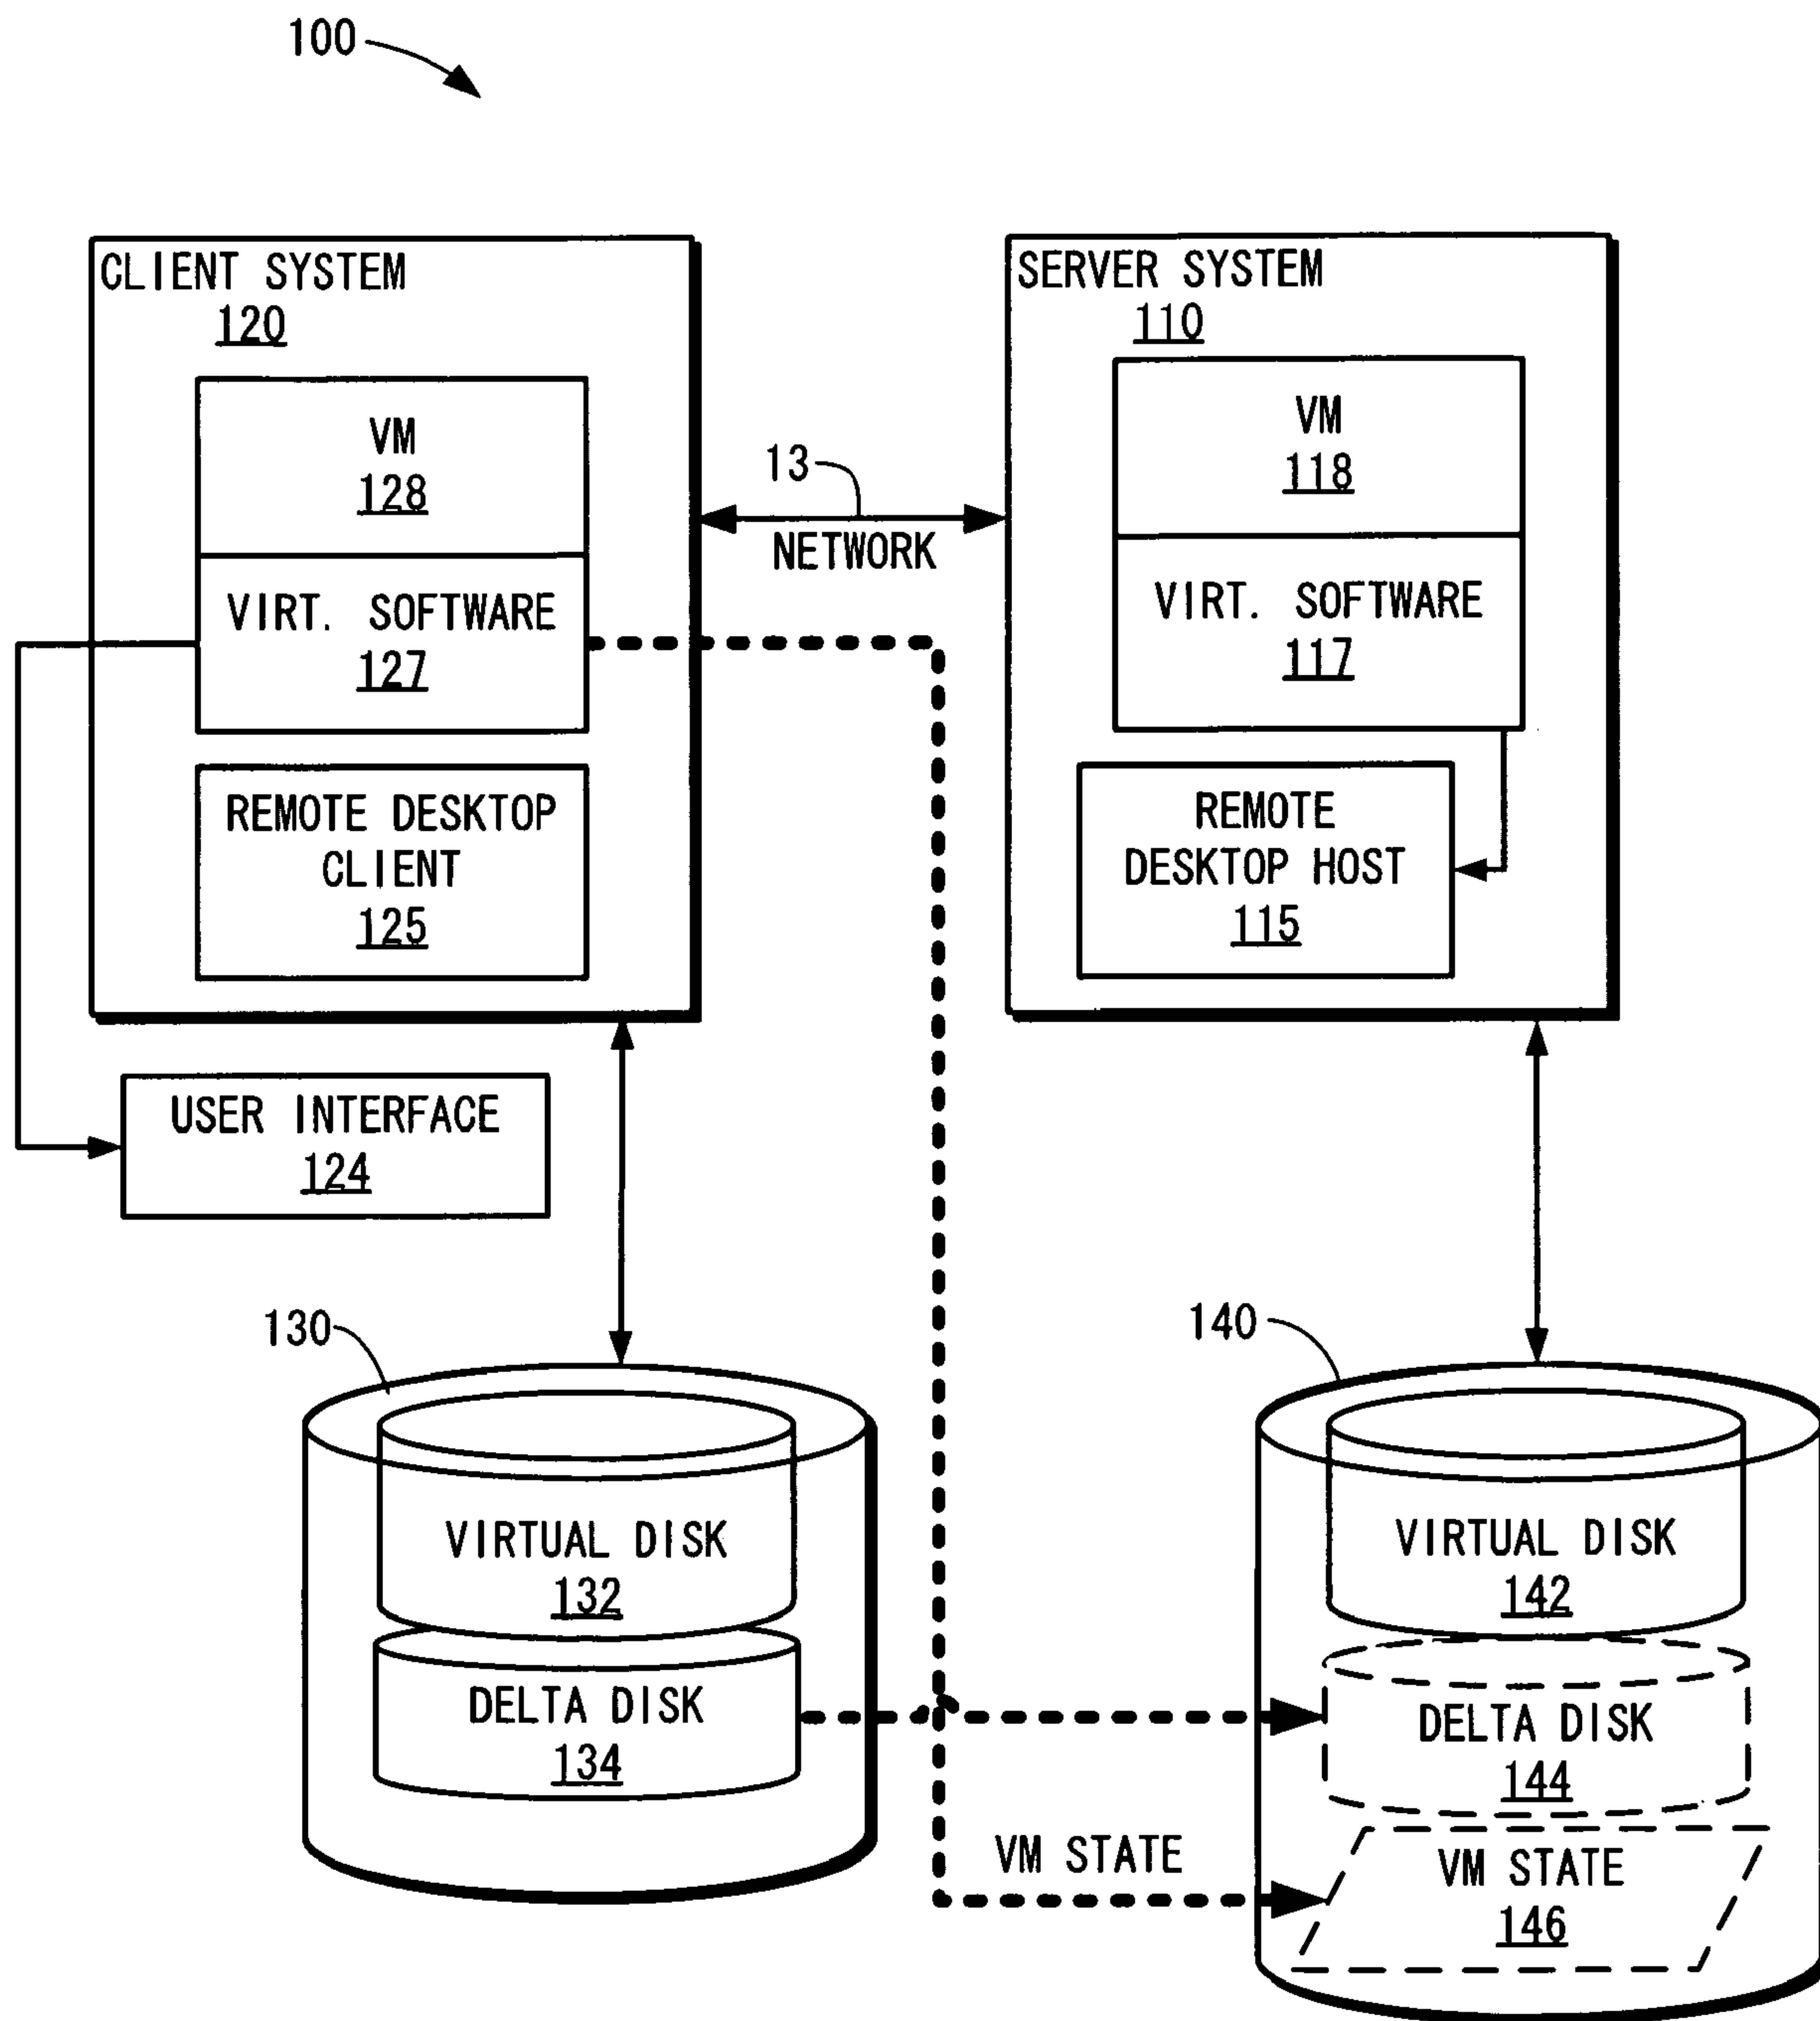 100
CLIENT SYSTEM
120
VM
128
VIRT. SOFTWARE
127
REMOTE DESKTOP
CLIENT
125
13
NETWORK
SERVER SYSTEM
110
VM
118
VIRT. SOFTWARE
117
REMOTE
DESKTOP HOST
115
USER INTERFACE
124
130
VIRTUAL DISK
132
DELTA DISK
134
VM STATE
140
VIRTUAL DISK
142
DELTA DISK
144
VM STATE
146